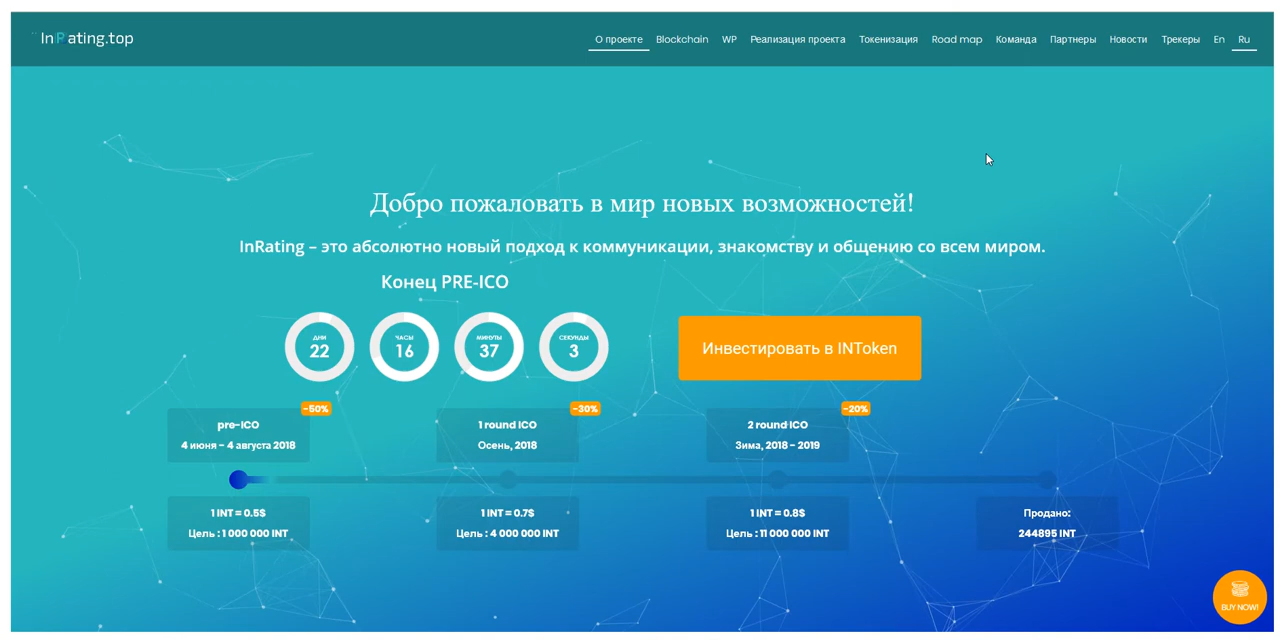 InRating.top
О проекте Blockchain WP Реализация проекта Токенизация Road map Команда Партнеры Новости Трекеры En Ru
Добро пожаловать в мир новых возможностей!
InRating – это абсолютно новый подход к коммуникации, знакомству и общению со всем миром.
Конец PRE-ICO
ДНИ ЧАСЫ МИНУТЫ СЕКУНДЫ
22 16 37 3
Инвестировать в INToken
-50% -30% -20%
pre-ICO 1 round ICO 2 round ICO
4 июня - 4 августа 2018 Осень, 2018 Зима, 2018 - 2019
1 INT = 0.5$ 1 INT = 0.7$ 1 INT = 0.8$ Продано:
Цель : 1 000 000 INT Цель : 4 000 000 INT Цель : 11 000 000 INT 244895 INT
BUY NOW!